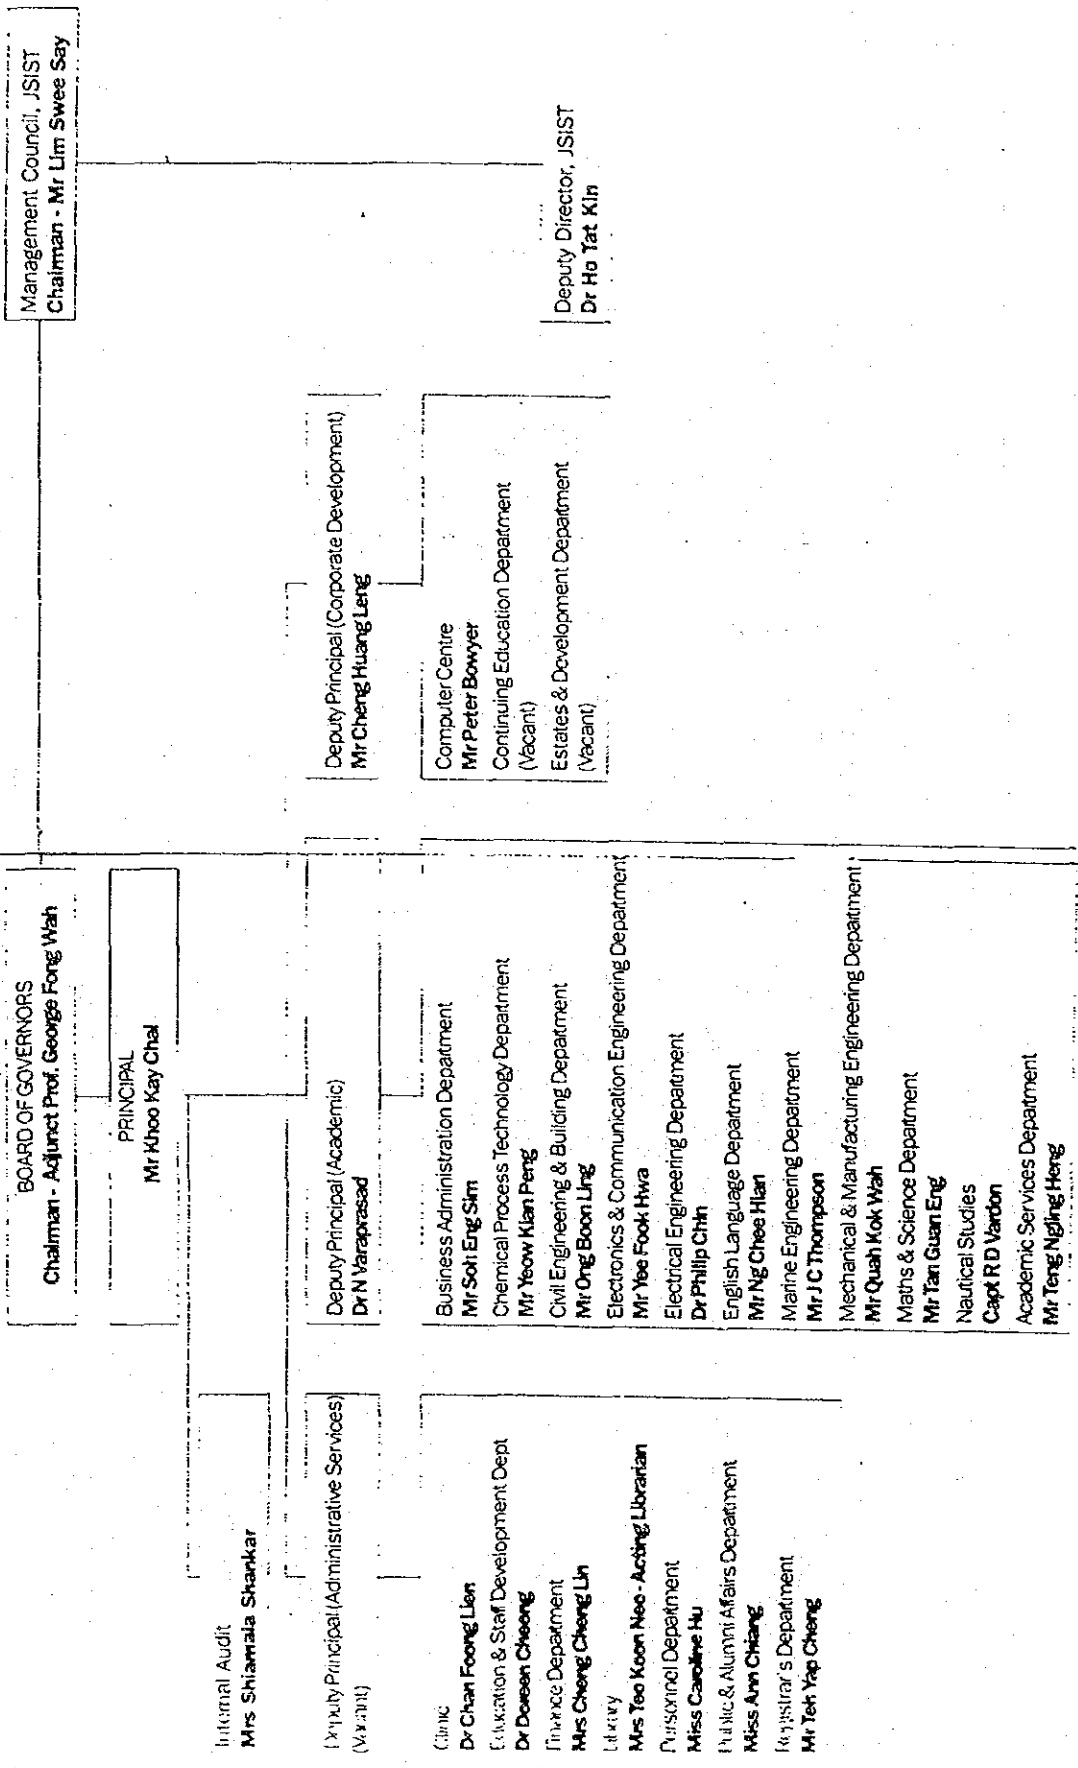 BOARD OF GOVERNORS
Chairman - Adjunct Prof. George Fong Wah
Management Council, JSIST
Chairman - Mr Lim Swee Say
PRINCIPAL
Mr Khoo Kay Chai
Internal Audit
Mrs Shiamala Shankar
Deputy Director, JSIST
Dr Ho Tat Kin
Deputy Principal (Administrative Services)
(Vacant)
Clinic
Dr Chan Foong Lien
Education & Staff Development Dept
Dr Doreen Cheong
Finance Department
Mrs Chong Cheng Lin
Library
Mrs Teo Koon Neo - Acting Librarian
Personnel Department
Miss Caroline Hu
Public & Alumni Affairs Department
Miss Ann Chiang
Registrar's Department
Mr Teh Yap Cheng
Deputy Principal (Academic)
Dr N Varaprasad
Business Administration Department
Mr Soh Eng Sim
Chemical Process Technology Department
Mr Yeow Kian Peng
Civil Engineering & Building Department
Mr Ong Boon Ling
Electronics & Communication Engineering Department
Mr Yee Fook Hwa
Electrical Engineering Department
Dr Philip Chin
English Language Department
Mr Ng Chee Hian
Marine Engineering Department
Mr J C Thompson
Mechanical & Manufacturing Engineering Department
Mr Quah Kok Wah
Maths & Science Department
Mr Tan Guan Eng
Nautical Studies
Capt R D Vardon
Academic Services Department
Mr Teng Ngiing Heng
Deputy Principal (Corporate Development)
Mr Cheng Huang Leng
Computer Centre
Mr Peter Bowyer
Continuing Education Department
(Vacant)
Estates & Development Department
(Vacant)